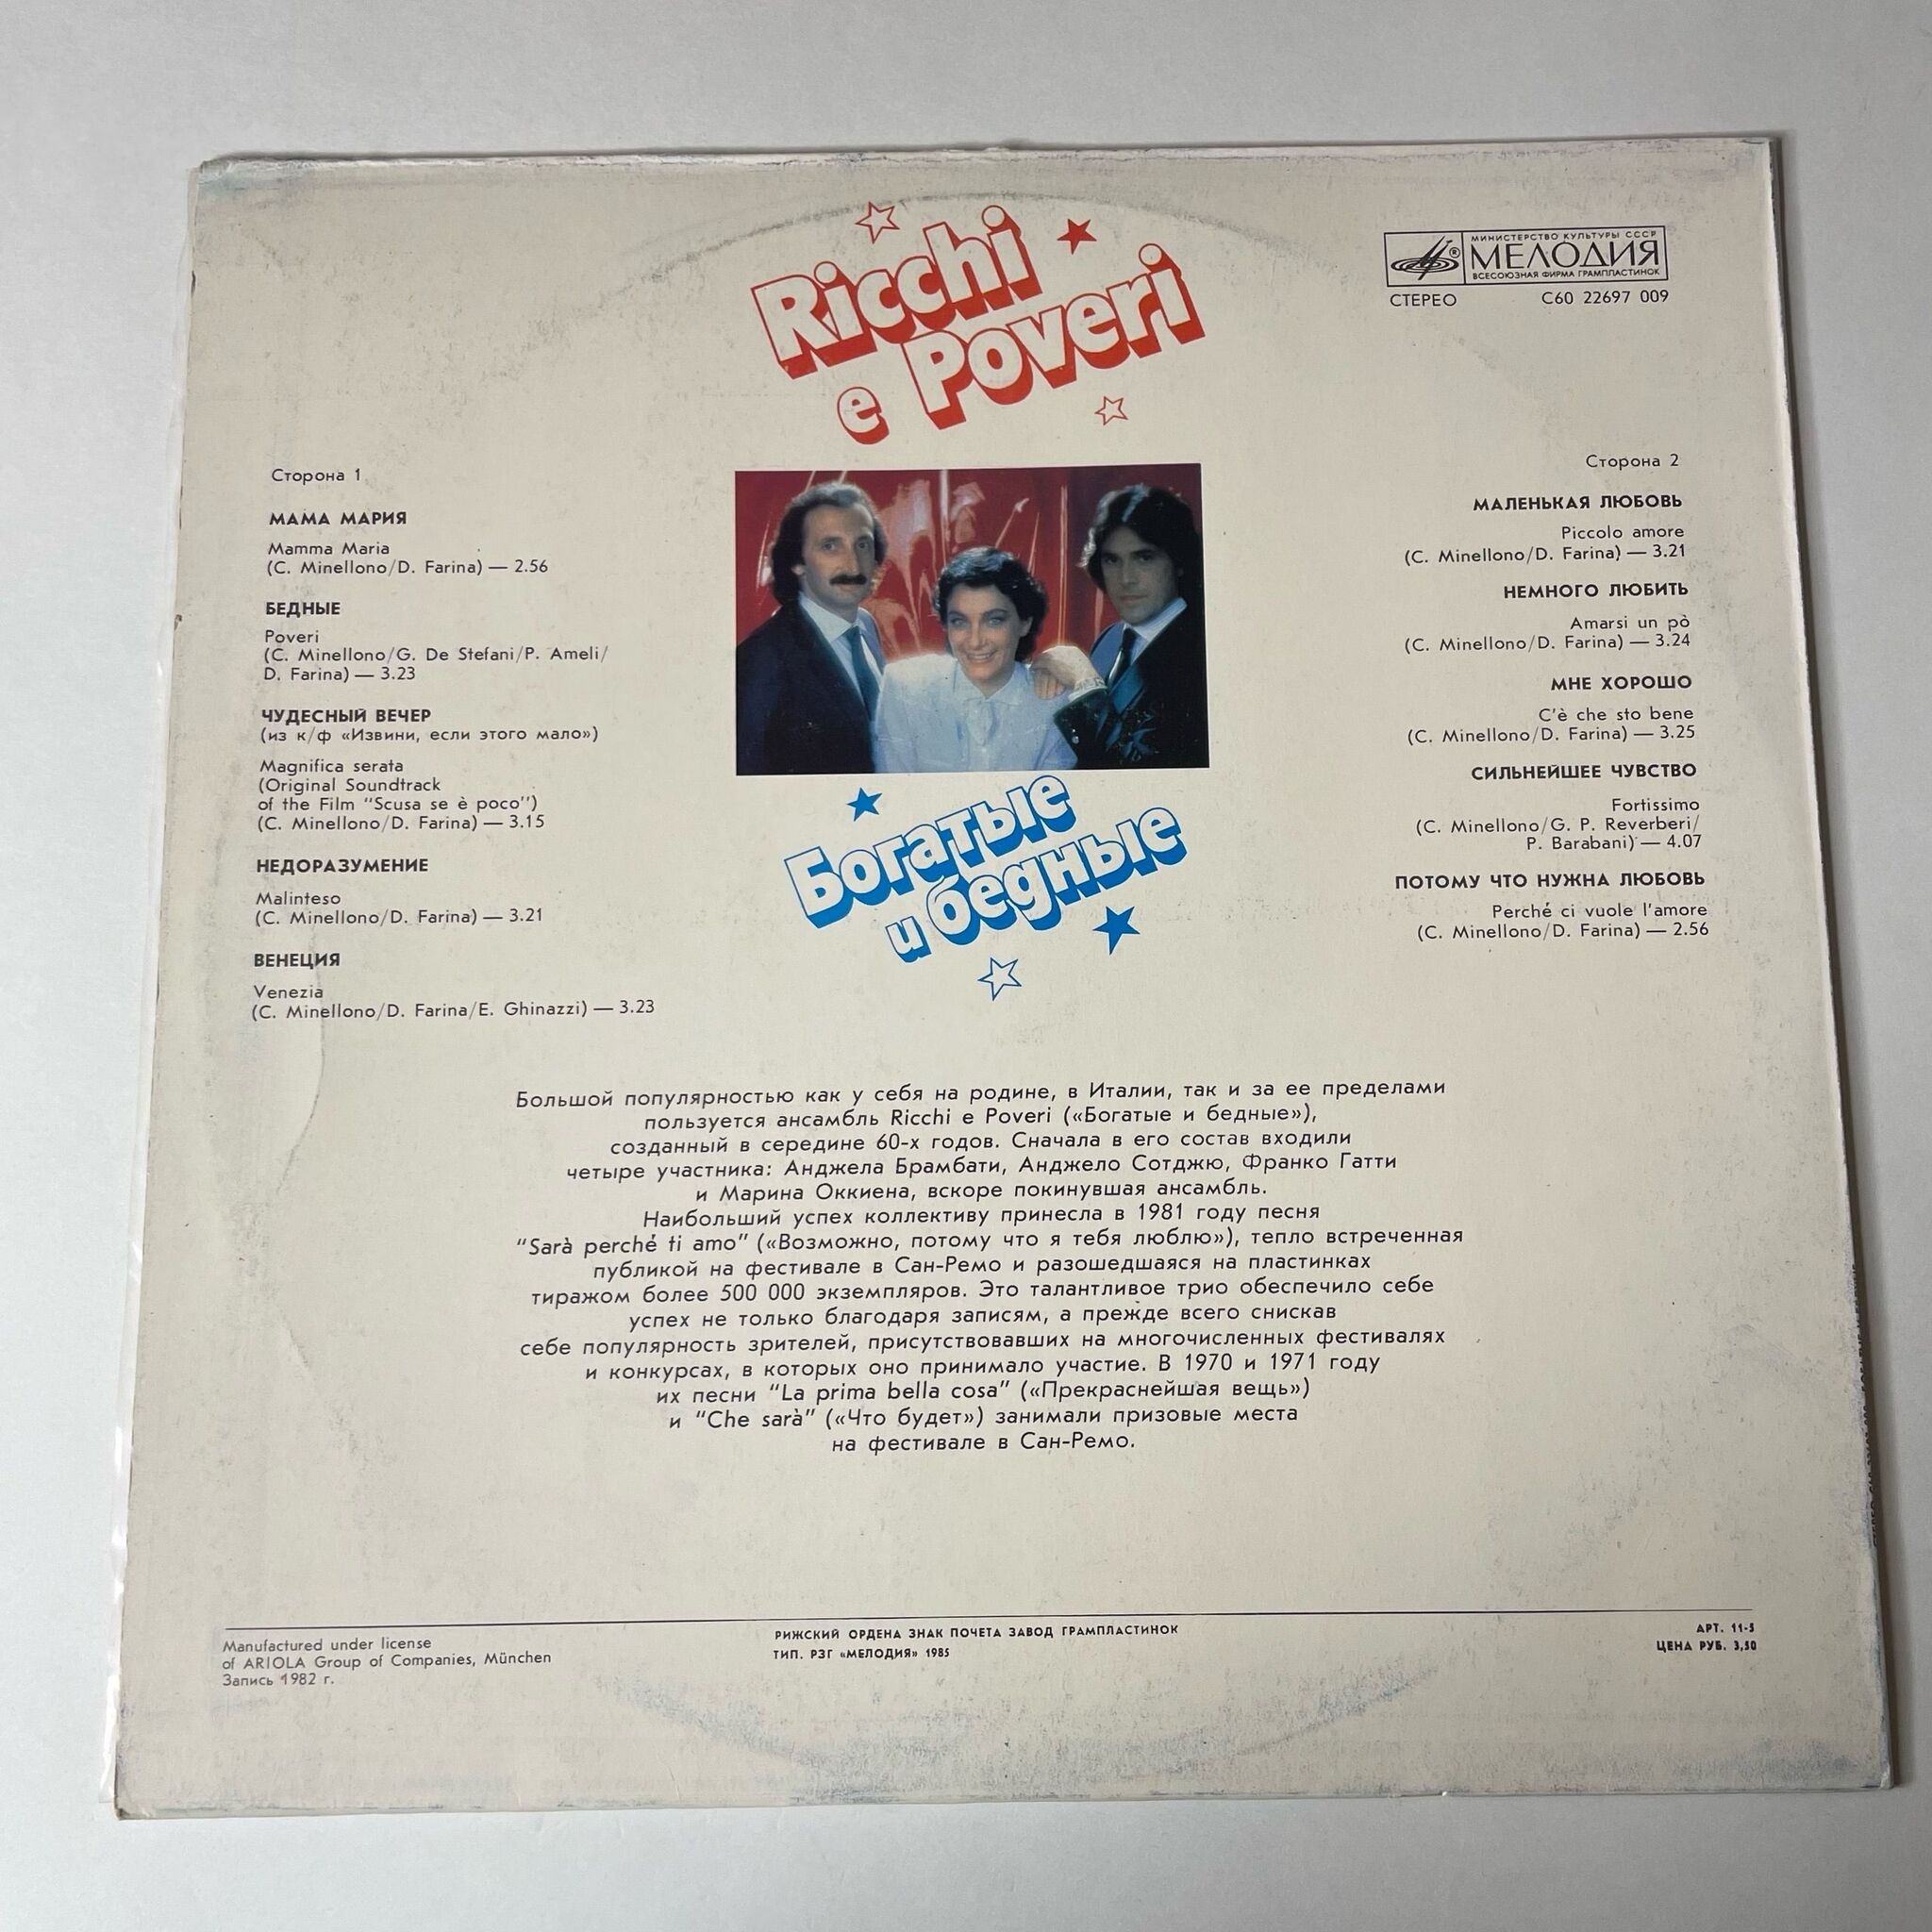 Ricchi
e Poveri
МИНИСТЕРСТВО КУЛЬТУРЫ СССР
МЕЛОДИЯ
ВСЕСОЮЗНАЯ ФИРМА ГРАМПЛАСТИНОК
СТЕРЕО С60 22697 009
Сторона 1
МАМА МАРИЯ
Mamma Maria
(C. Minellono/D. Farina) — 2.56
БЕДНЫЕ
Poveri
(C. Minellono/G. De Stefani/P. Ameli/
D. Farina) — 3.23
ЧУДЕСНЫЙ ВЕЧЕР
(из к/ф «Извини, если этого мало»)
Magnifica serata
(Original Soundtrack
of the Film "Scusa se è poco")
(C. Minellono/D. Farina) — 3.15
НЕДОРАЗУМЕНИЕ
Malinteso
(C. Minellono/D. Farina) — 3.21
ВЕНЕЦИЯ
Venezia
(C. Minellono/D. Farina/E. Ghinazzi) — 3.23
Богатые
и бедные
Сторона 2
МАЛЕНЬКАЯ ЛЮБОВЬ
Piccolo amore
(C. Minellono/D. Farina) — 3.21
НЕМНОГО ЛЮБИТЬ
Amarsi un pò
(C. Minellono/D. Farina) — 3.24
МНЕ ХОРОШО
C'è che sto bene
(C. Minellono/D. Farina) — 3.25
СИЛЬНЕЙШЕЕ ЧУВСТВО
Fortissimo
(C. Minellono/G. P. Reverberi/
P. Barabani) — 4.07
ПОТОМУ ЧТО НУЖНА ЛЮБОВЬ
Perché ci vuole l'amore
(C. Minellono/D. Farina) — 2.56
Большой популярностью как у себя на родине, в Италии, так и за ее пределами
пользуется ансамбль Ricchi e Poveri («Богатые и бедные»),
созданный в середине 60-х годов. Сначала в его состав входили
четыре участника: Анджела Брамбати, Анджело Сотджю, Франко Гатти
и Марина Оккиена, вскоре покинувшая ансамбль.
Наибольший успех коллективу принесла в 1981 году песня
"Sarà perché ti amo" («Возможно, потому что я тебя люблю»), тепло встреченная
публикой на фестивале в Сан-Ремо и разошедшаяся на пластинках
тиражом более 500 000 экземпляров. Это талантливое трио обеспечило себе
успех не только благодаря записям, а прежде всего снискав
себе популярность зрителей, присутствовавших на многочисленных фестивалях
и конкурсах, в которых оно принимало участие. В 1970 и 1971 году
их песни "La prima bella cosa" («Прекраснейшая вещь»)
и "Che sarà" («Что будет») занимали призовые места
на фестивале в Сан-Ремо.
Manufactured under license
of ARIOLA Group of Companies, München
Запись 1982 г.
РИЖСКИЙ ОРДЕНА ЗНАК ПОЧЕТА ЗАВОД ГРАМПЛАСТИНОК
ТИП. РЗГ «МЕЛОДИЯ» 1985
АРТ. 11-5
ЦЕНА РУБ. 3,50